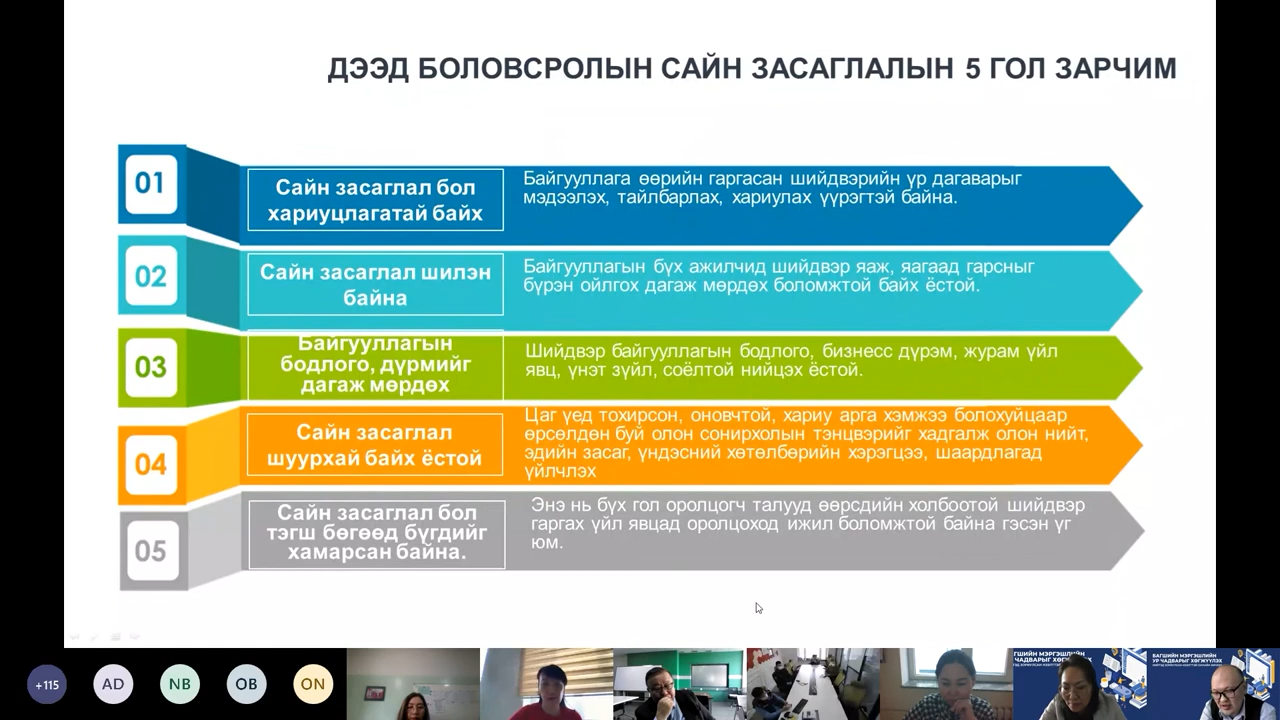 ДЭЭД БОЛОВСРОЛЫН САЙН ЗАСАГЛАЛЫН 5 ГОЛ ЗАРЧИМ
01
Сайн засаглал бол
хариуцлагатай байх
Байгууллага өөрийн гаргасан шийдвэрийн үр дагаварыг
мэдээлэх, тайлбарлах, хариулах үүрэгтэй байна.
02
Сайн засаглал шилэн
байна
Байгууллагын бүх ажилчид шийдвэр яаж, яагаад гарсныг
бүрэн ойлгох дагаж мөрдөх боломжтой байх ёстой.
03
Байгууллагын
бодлого, дүрмийг
дагаж мөрдөх
Шийдвэр байгууллагын бодлого, бизнесс дүрэм, журам үйл
явц, үнэт зүйл, соёлтой нийцэх ёстой.
04
Сайн засаглал
шуурхай байх ёстой
Цаг үед тохирсон, оновчтой, хариу арга хэмжээ болохуйцаар
өрсөлдөн буй олон сонирхолын тэнцвэрийг хадгалж олон нийт,
эдийн засаг, үндэсний хөтөлбөрийн хэрэгцээ, шаардлагад
үйлчлэх
05
Сайн засаглал бол
тэгш бөгөөд бүгдийг
хамарсан байна.
Энэ нь бүх гол оролцогч талууд өөрсдийн холбоотой шийдвэр
гаргах үйл явцад оролцоход ижил боломжтой байна гэсэн үг
юм.
+115
AD
NB
OB
ON
БАГШИЙН МЭРГЭШЛИЙН
УР ЧАДВАРЫГ ХӨГЖҮҮЛЭХ